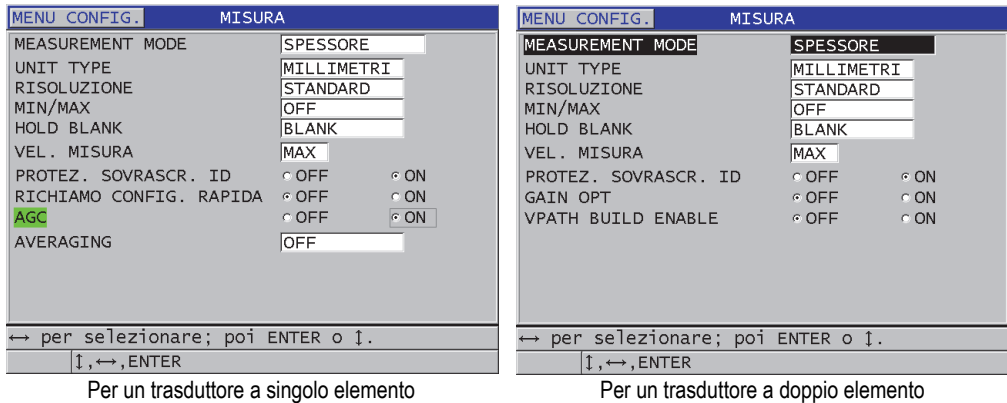 MENU CONFIG. MISURA
MEASUREMENT MODE SPESSORE
UNIT TYPE MILLIMETRI
RISOLUZIONE STANDARD
MIN/MAX OFF
HOLD BLANK BLANK
VEL. MISURA MAX
PROTEZ. SOVRASCR. ID OFF ON
RICHIAMO CONFIG. RAPIDA OFF ON
AGC OFF ON
AVERAGING OFF
↔ per selezionare; poi ENTER o ↕.
↕,↔,ENTER
Per un trasduttore a singolo elemento
MENU CONFIG. MISURA
MEASUREMENT MODE SPESSORE
UNIT TYPE MILLIMETRI
RISOLUZIONE STANDARD
MIN/MAX OFF
HOLD BLANK BLANK
VEL. MISURA MAX
PROTEZ. SOVRASCR. ID OFF ON
GAIN OPT OFF ON
VPATH BUILD ENABLE OFF ON
↔ per selezionare; poi ENTER o ↕.
↕,↔,ENTER
Per un trasduttore a doppio elemento